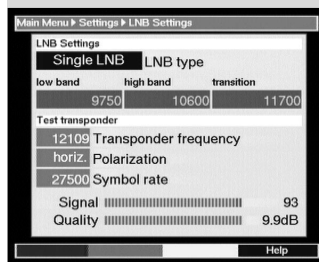 Main Menu ▶ Settings ▶ LNB Settings
LNB Settings
Single LNB LNB type
low band high band transition
9750 10600 11700
Test transponder
12109 Transponder frequency
horiz. Polarization
27500 Symbol rate
Signal 93
Quality 9.9dB
Help